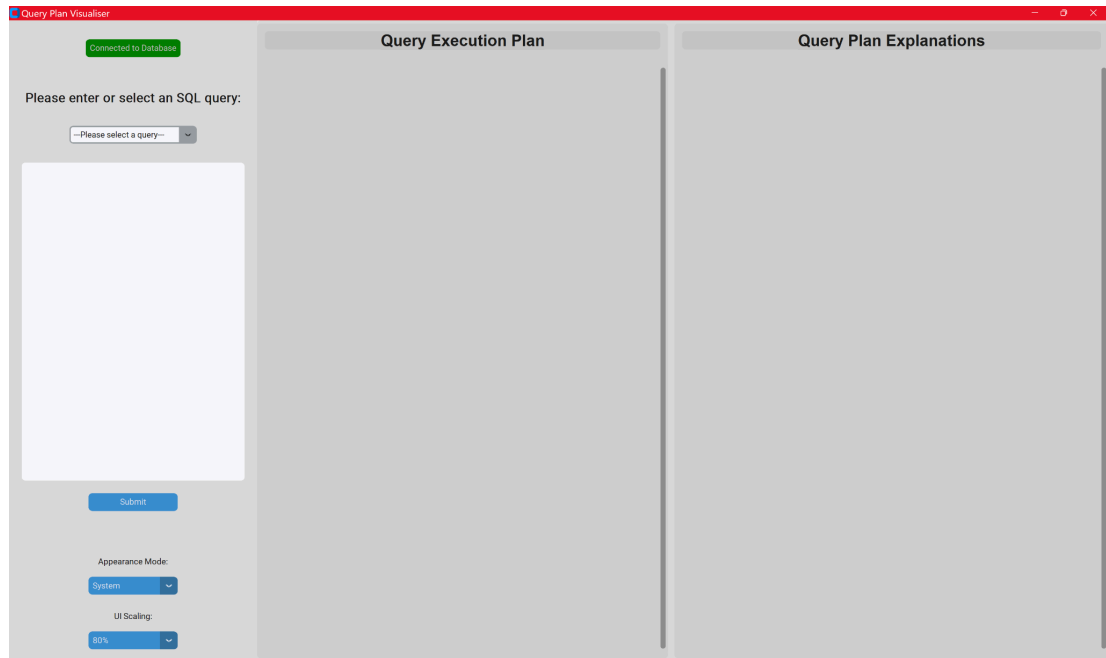 Query Plan Visualiser
Connected to Database
Please enter or select an SQL query:
---Please select a query---
Submit
Appearance Mode:
System
UI Scaling:
80%
Query Execution Plan
Query Plan Explanations